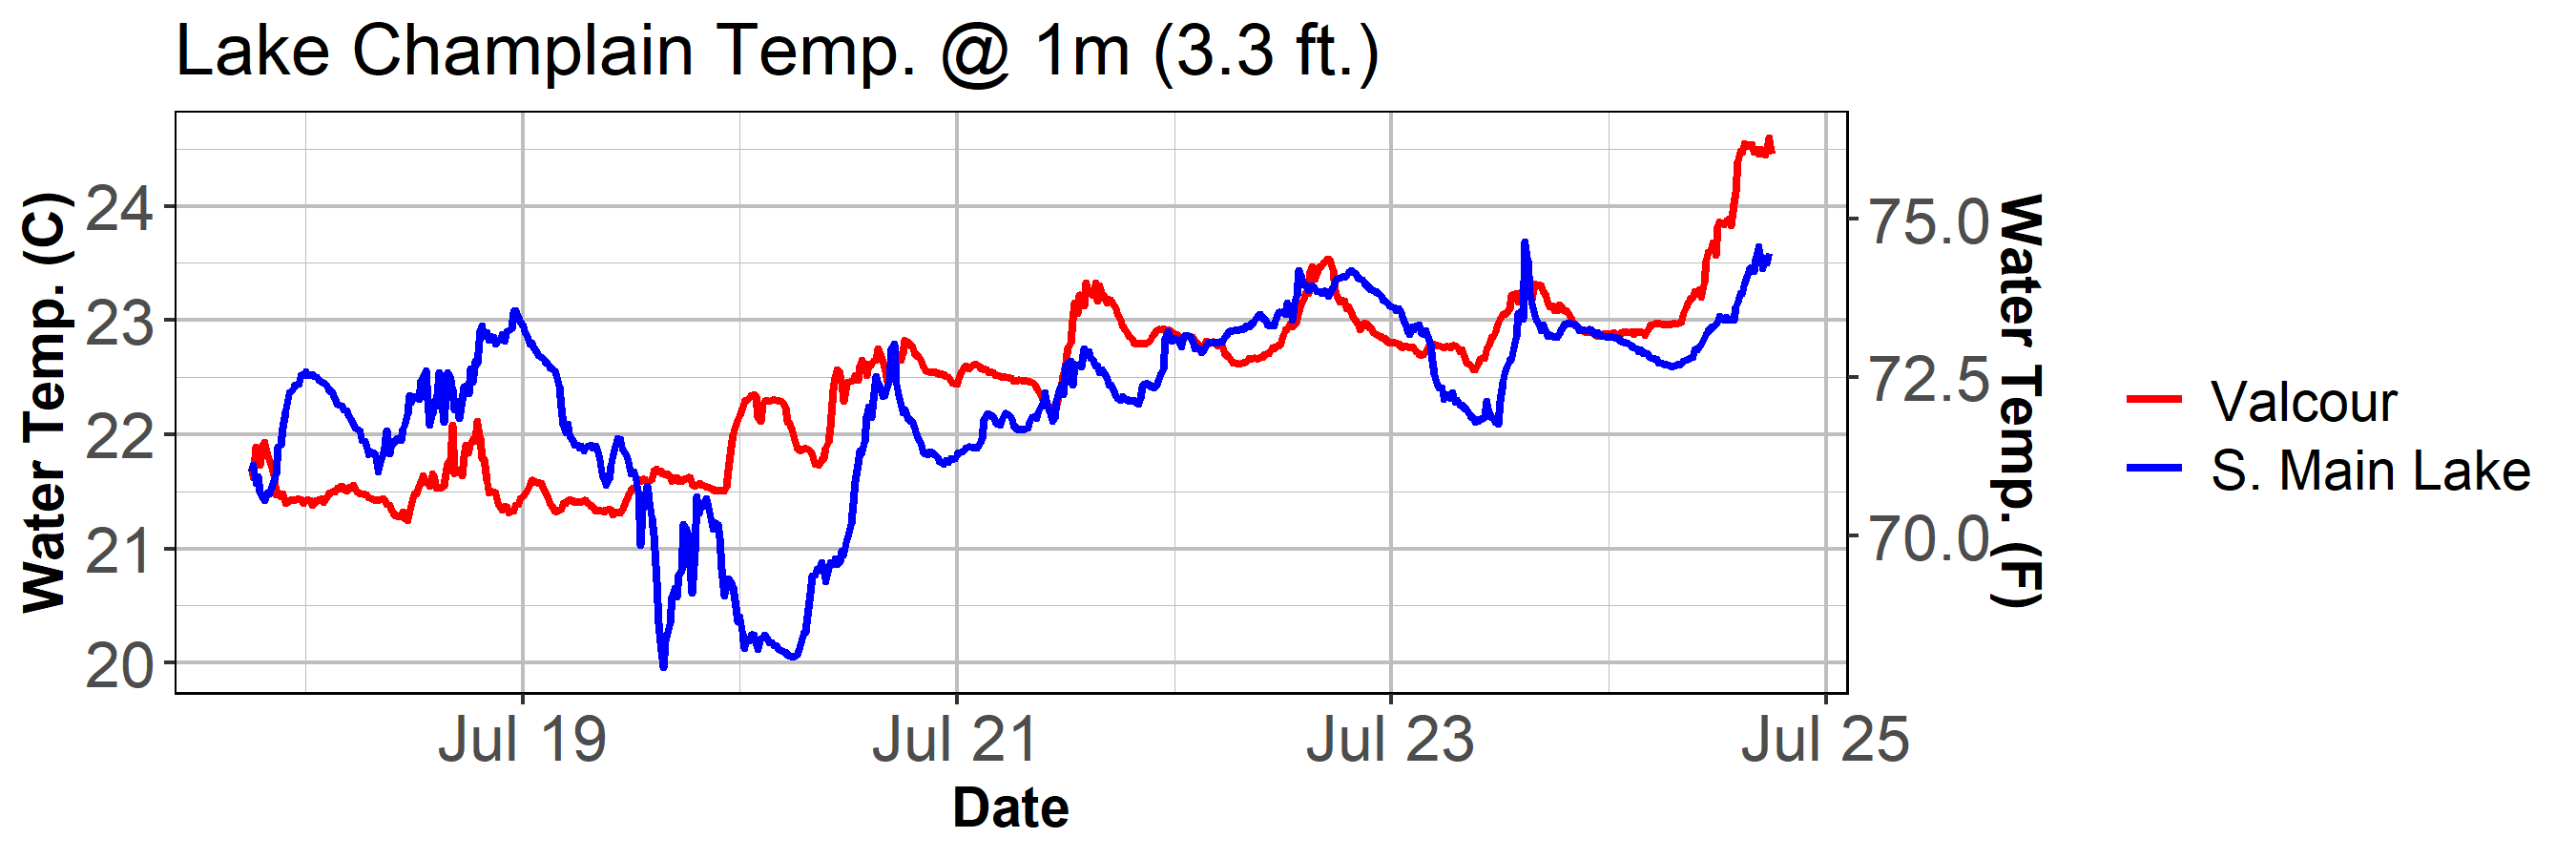 Lake Champlain Temp. @ 1m (3.3 ft.)
Water Temp. (C)
24
23
22
21
20
75.0
72.5
70.0
Water Temp. (F)
Jul 19
Jul 21
Jul 23
Jul 25
Date
Valcour
S. Main Lake